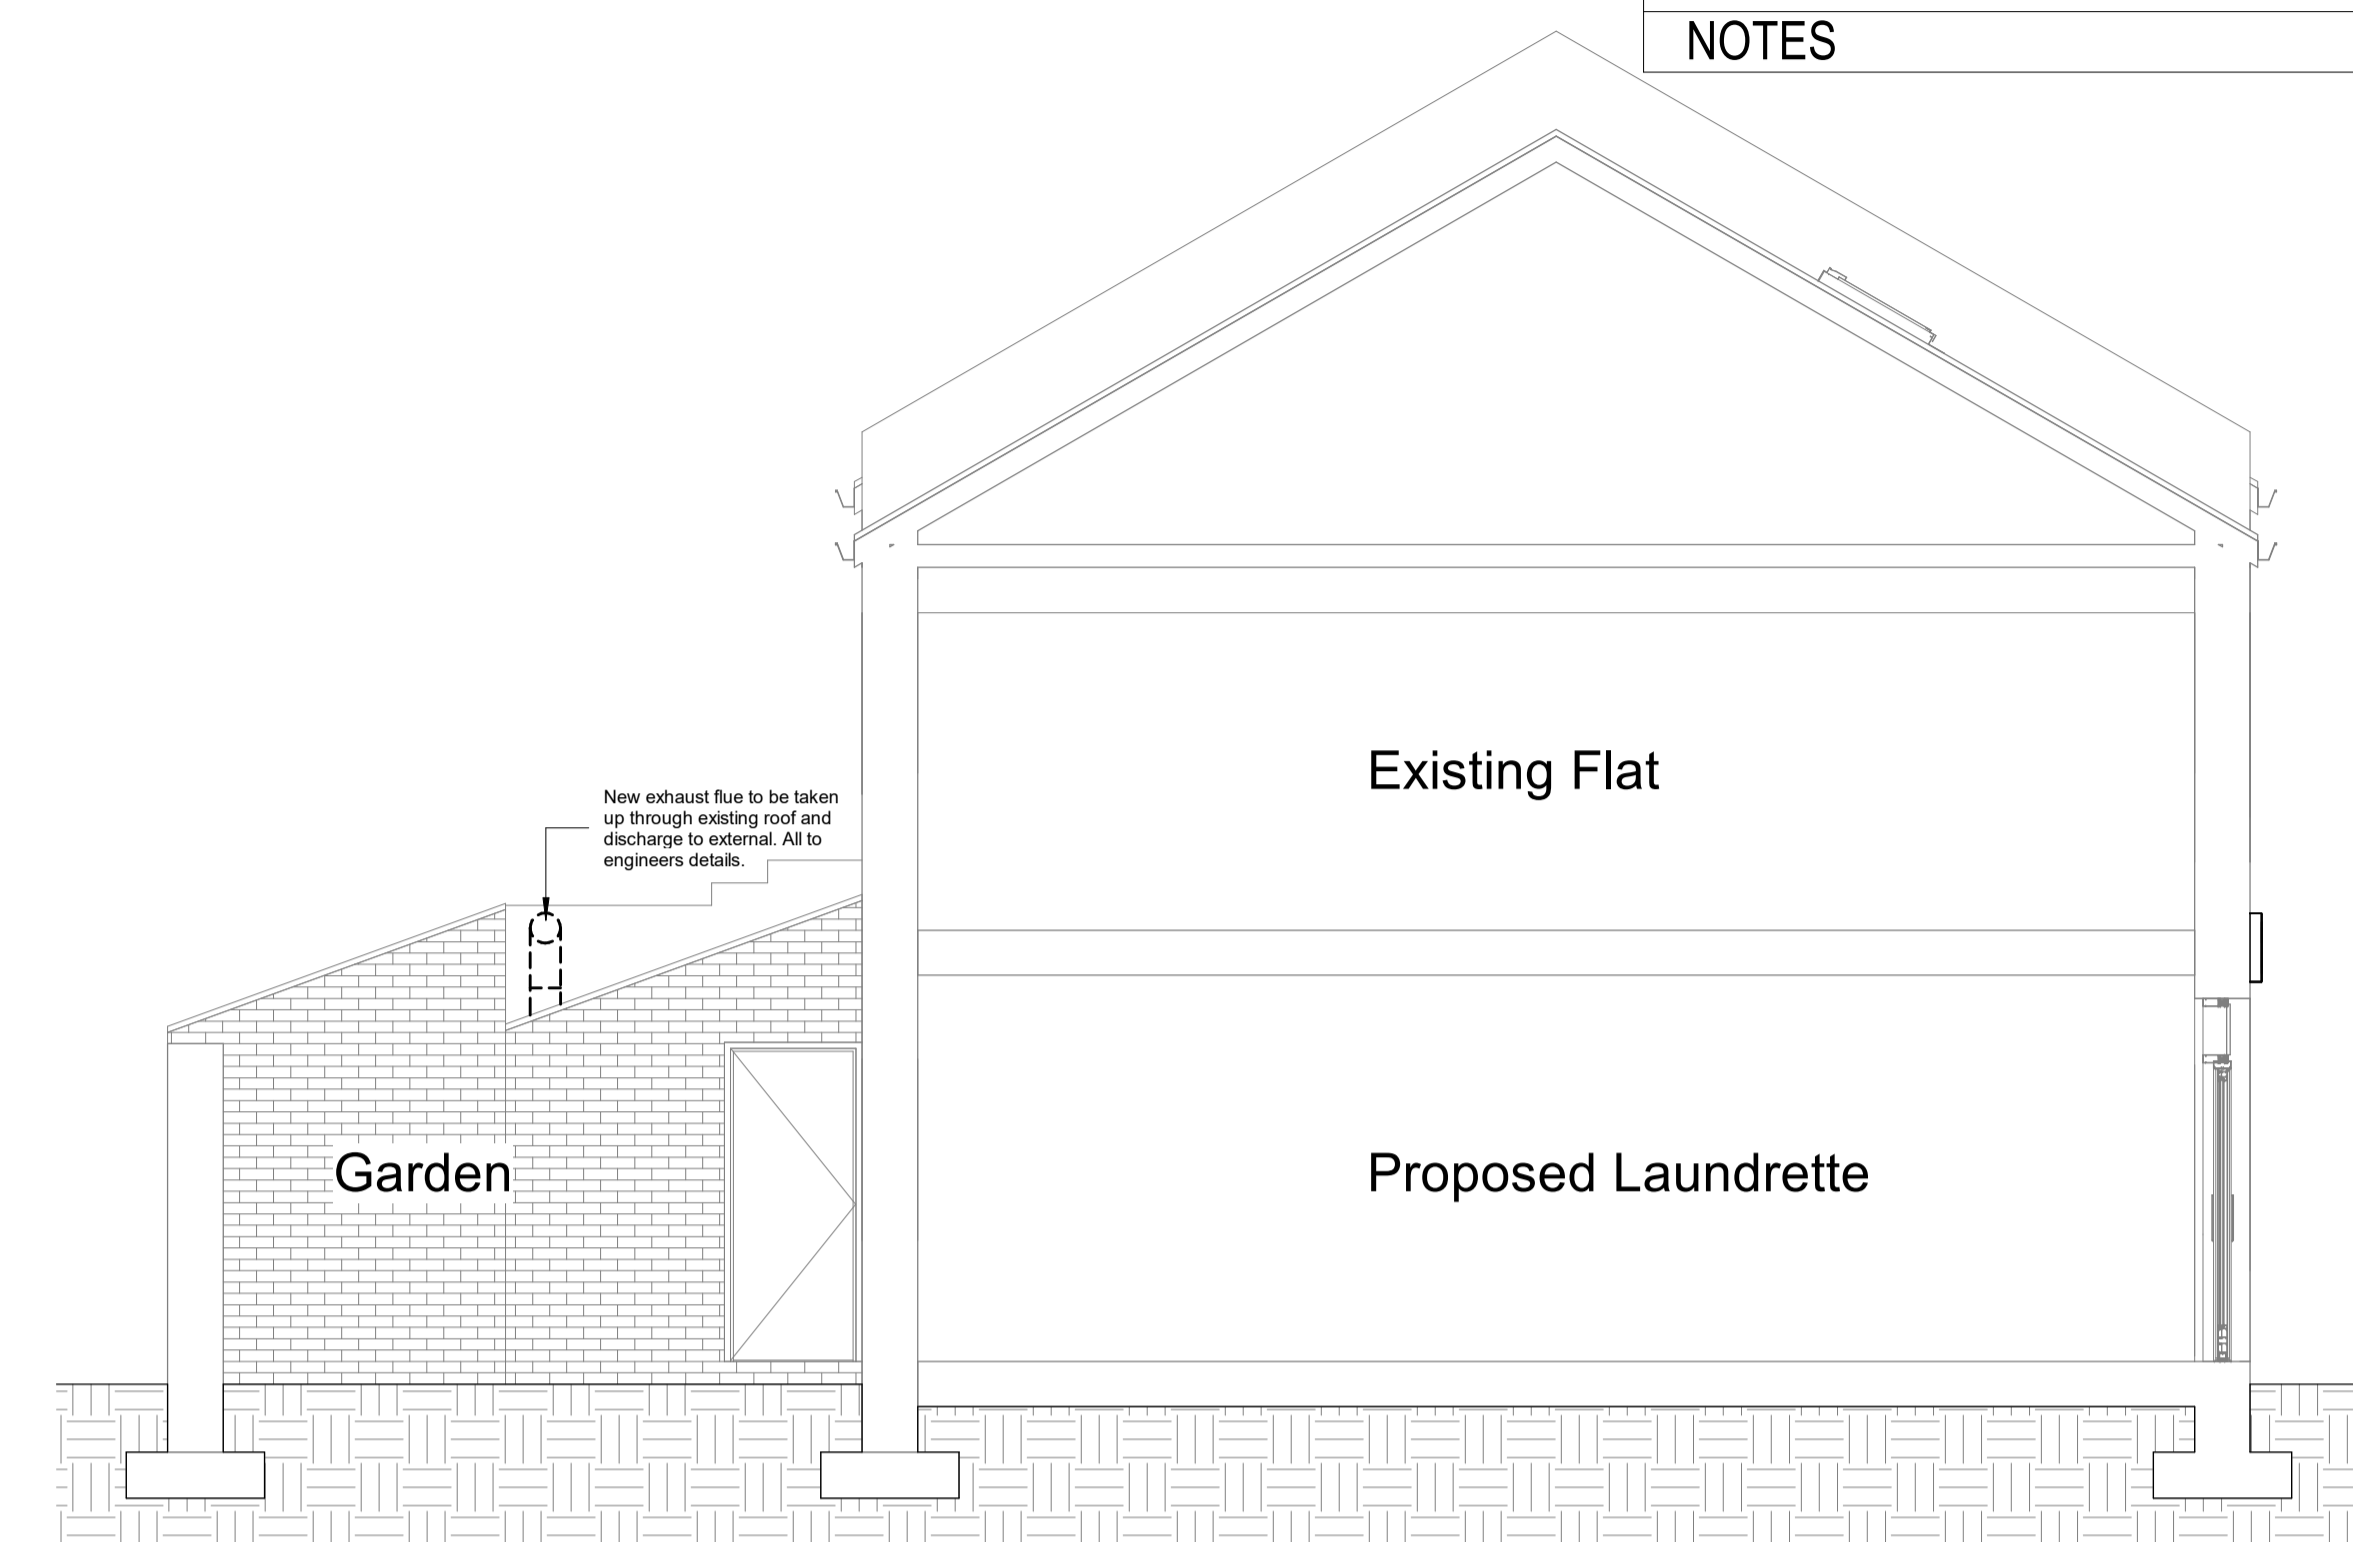 NOTES
Existing Flat
New exhaust flue to be taken
up through existing roof and
discharge to external. All to
engineers details.
Garden
Proposed Laundrette